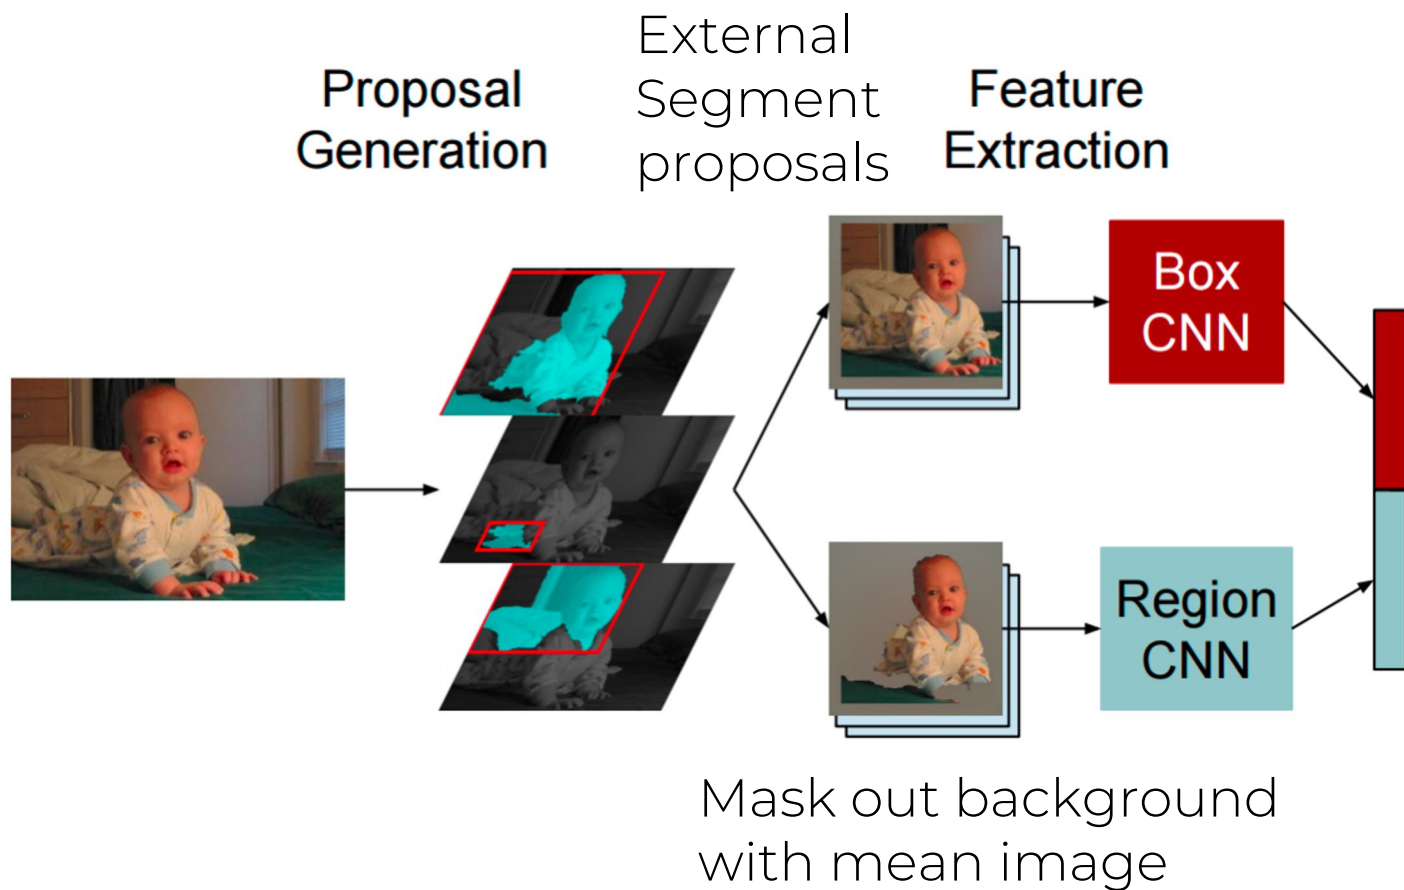 Proposal
Generation
External
Segment
proposals
Feature
Extraction
Box
CNN
Region
CNN
Mask out background
with mean image